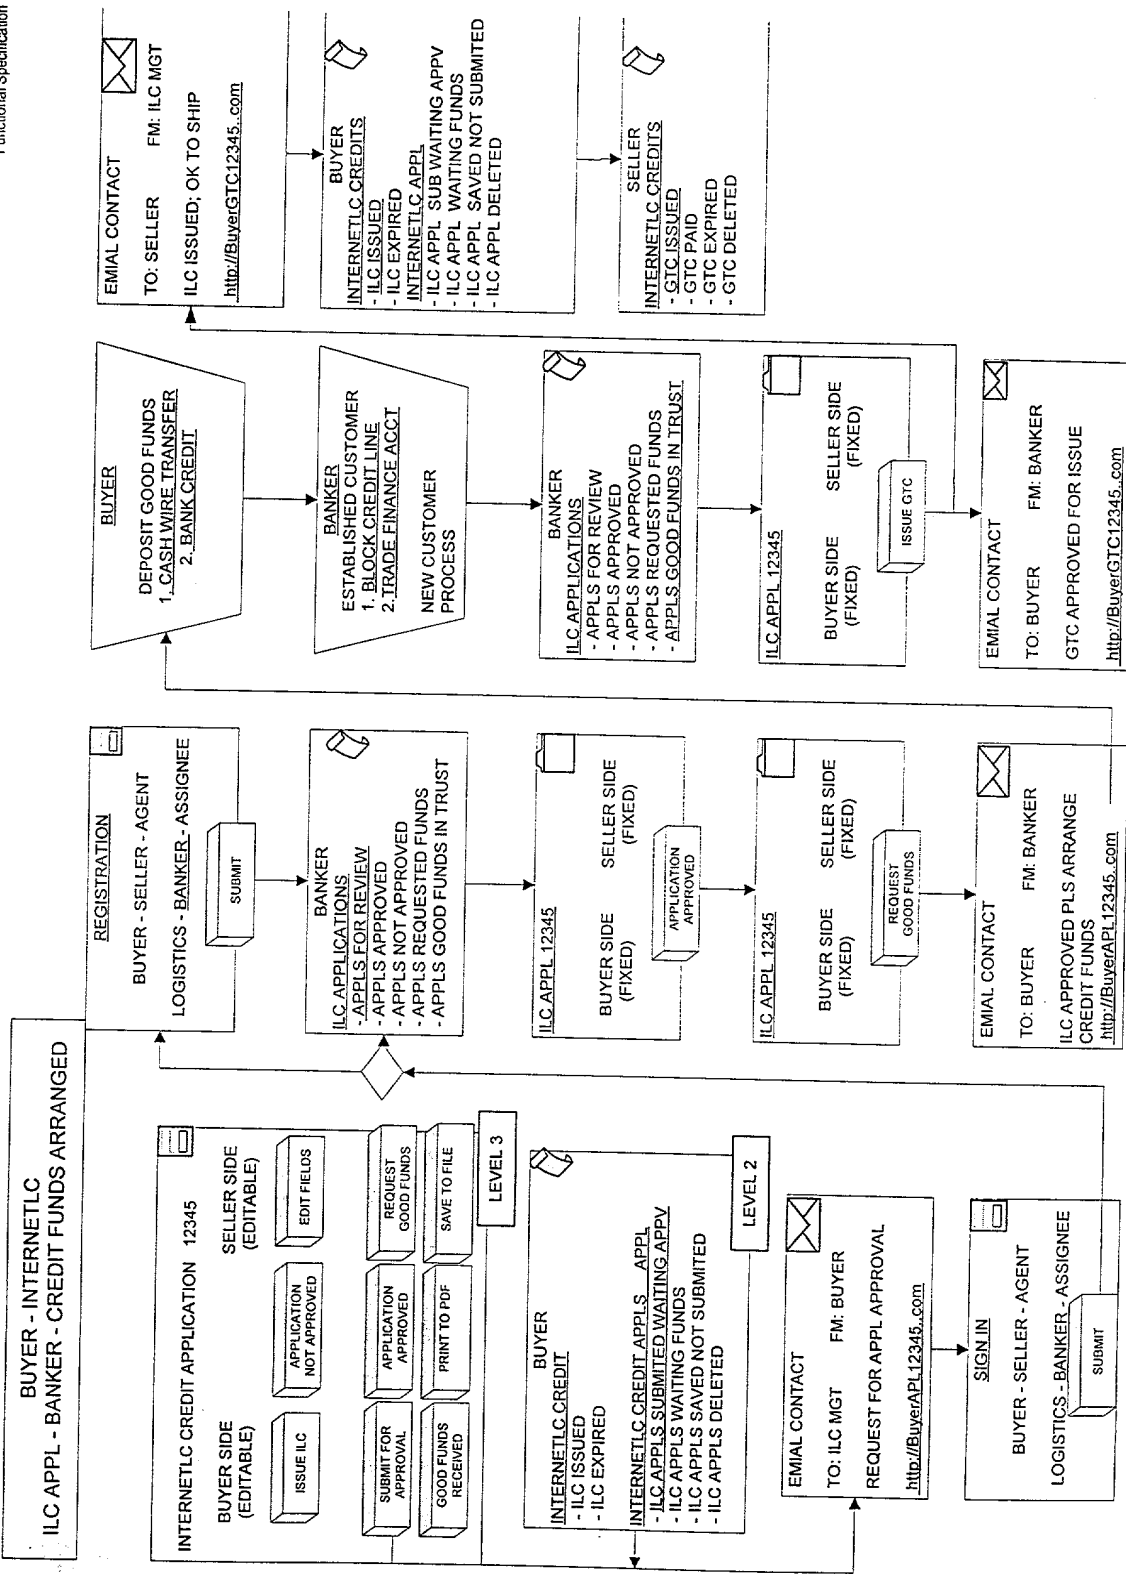 Functional Specification
BUYER - INTERNETLC
ILC APPL - BANKER - CREDIT FUNDS ARRANGED
INTERNETLC CREDIT APPLICATION 12345
BUYER SIDE
(EDITABLE)
SELLER SIDE
(EDITABLE)
ISSUE ILC
APPLICATION
NOT APPROVED
EDIT FIELDS
SUBMIT FOR
APPROVAL
APPLICATION
APPROVED
REQUEST
GOOD FUNDS
GOOD FUNDS
RECEIVED
PRINT TO PDF
SAVE TO FILE
LEVEL 3
BUYER
INTERNETLC CREDIT
- ILC ISSUED
- ILC EXPIRED
INTERNETLC CREDIT APPLS APPL
- ILC APPLS SUBMITED WAITING APPV
- ILC APPLS WAITING FUNDS
- ILC APPLS SAVED NOT SUBMITED
- ILC APPLS DELETED
LEVEL 2
EMIAL CONTACT
TO: ILC MGT FM: BUYER
REQUEST FOR APPL APPROVAL
http://BuyerAPL12345..com
SIGN IN
BUYER - SELLER - AGENT
LOGISTICS - BANKER - ASSIGNEE
SUBMIT
REGISTRATION
BUYER - SELLER - AGENT
LOGISTICS - BANKER - ASSIGNEE
SUBMIT
BANKER
ILC APPLICATIONS
- APPLS FOR REVIEW
- APPLS APPROVED
- APPLS NOT APPROVED
- APPLS REQUESTED FUNDS
- APPLS GOOD FUNDS IN TRUST
ILC APPL 12345
BUYER SIDE
(FIXED)
SELLER SIDE
(FIXED)
APPLICATION
APPROVED
ILC APPL 12345
BUYER SIDE
(FIXED)
SELLER SIDE
(FIXED)
REQUEST
GOOD FUNDS
EMIAL CONTACT
TO: BUYER FM: BANKER
ILC APPROVED PLS ARRANGE
CREDIT FUNDS
http://BuyerAPL12345..com
BUYER
DEPOSIT GOOD FUNDS
1. CASH WIRE TRANSFER
2. BANK CREDIT
BANKER
ESTABLISHED CUSTOMER
1. BLOCK CREDIT LINE
2. TRADE FINANCE ACCT
NEW CUSTOMER
PROCESS
BANKER
ILC APPLICATIONS
- APPLS FOR REVIEW
- APPLS APPROVED
- APPLS NOT APPROVED
- APPLS REQUESTED FUNDS
- APPLS GOOD FUNDS IN TRUST
ILC APPL 12345
BUYER SIDE
(FIXED)
SELLER SIDE
(FIXED)
ISSUE GTC
EMIAL CONTACT
TO: BUYER FM: BANKER
GTC APPROVED FOR ISSUE
http://BuyerGTC12345..com
EMIAL CONTACT
TO: SELLER FM: ILC MGT
ILC ISSUED; OK TO SHIP
http://BuyerGTC12345..com
BUYER
INTERNETLC CREDITS
- ILC ISSUED
- ILC EXPIRED
INTERNETLC APPL
- ILC APPL SUB WAITING APPV
- ILC APPL WAITING FUNDS
- ILC APPL SAVED NOT SUBMITED
- ILC APPL DELETED
SELLER
INTERNETLC CREDITS
- GTC ISSUED
- GTC PAID
- GTC EXPIRED
- GTC DELETED